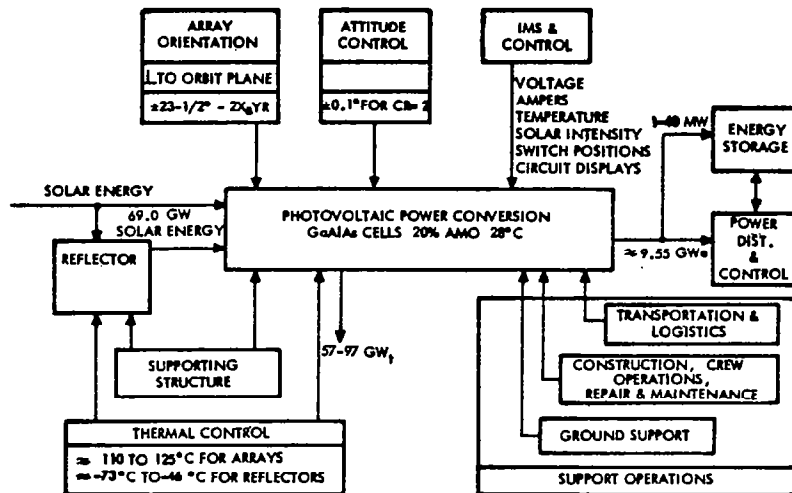 ARRAY
ORIENTATION
⊥ TO ORBIT PLANE
±23-1/2° - 2X YR
ATTITUDE
CONTROL
±0.1° FOR CR= 2
IMS &
CONTROL
VOLTAGE
AMPERS
TEMPERATURE
SOLAR INTENSITY
SWITCH POSITIONS
CIRCUIT DISPLAYS
MW
ENERGY
STORAGE
SOLAR ENERGY
69.0 GW
SOLAR ENERGY
REFLECTOR
PHOTOVOLTAIC POWER CONVERSION
GaAlAs CELLS 20% AMO 28°C
≈ 9.55 GWe
POWER
DIST.
&
CONTROL
SUPPORTING
STRUCTURE
57-97 GWt
TRANSPORTATION &
LOGISTICS
CONSTRUCTION, CREW
OPERATIONS,
REPAIR & MAINTENANCE
GROUND SUPPORT
SUPPORT OPERATIONS
THERMAL CONTROL
≈ 110 TO 125°C FOR ARRAYS
≈ -73°C TO -46 °C FOR REFLECTORS